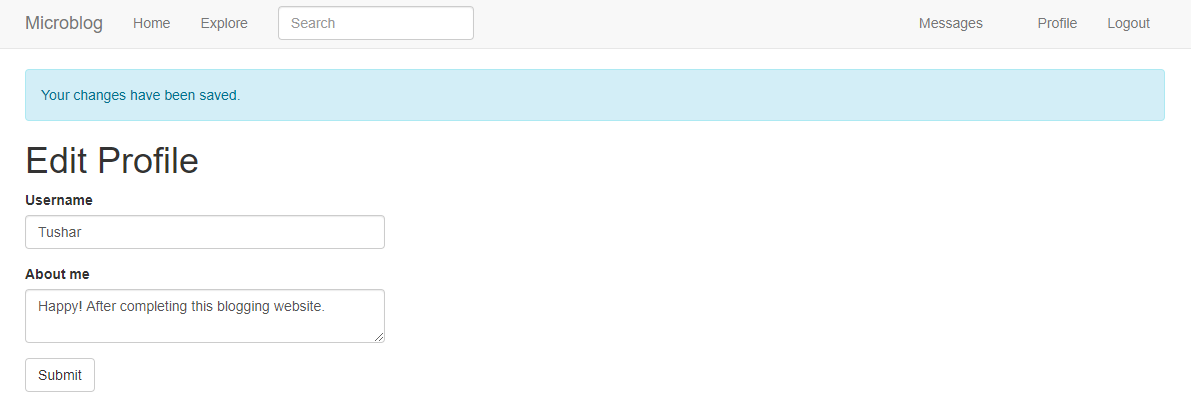 Microblog Home Explore Search Messages Profile Logout
Your changes have been saved.
Edit Profile
Username
Tushar
About me
Happy! After completing this blogging website.
Submit